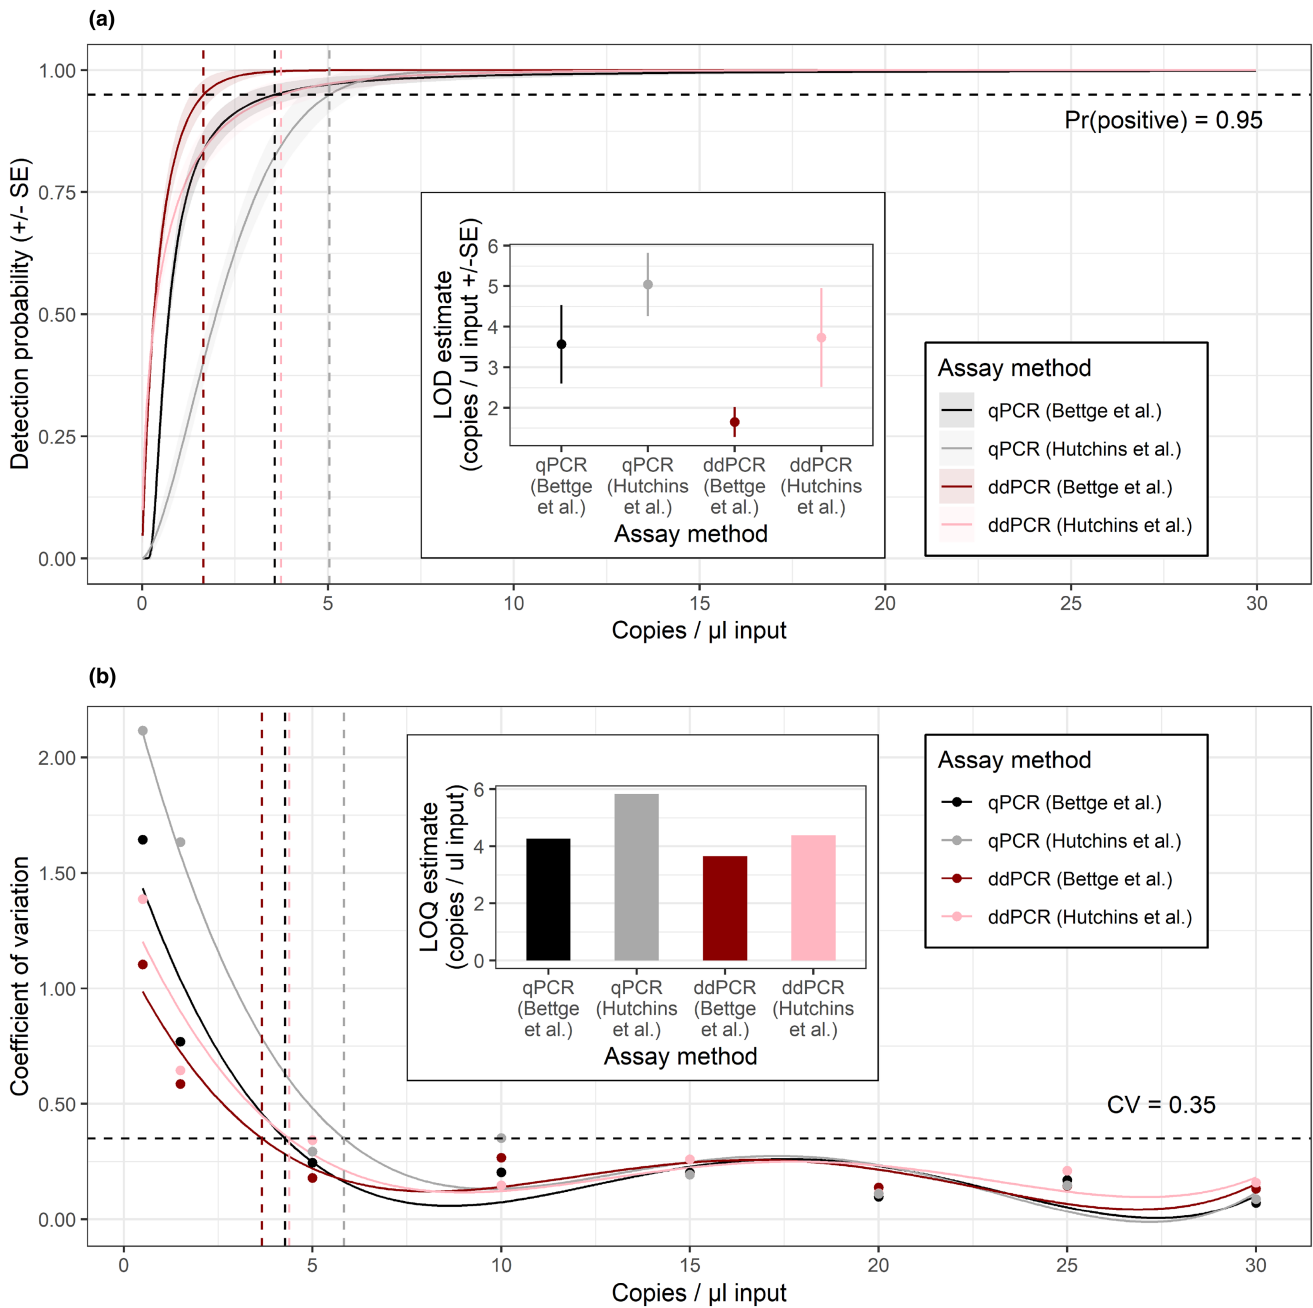 (a)
Detection probability (+/- SE)
1.00
0.75
0.50
0.25
0.00
Pr(positive) = 0.95
LOD estimate
(copies / ul input +/-SE)
6
5
4
3
2
qPCR
(Bettge
et al.)
qPCR
(Hutchins
et al.)
ddPCR
(Bettge
et al.)
ddPCR
(Hutchins
et al.)
Assay method
Assay method
qPCR (Bettge et al.)
qPCR (Hutchins et al.)
ddPCR (Bettge et al.)
ddPCR (Hutchins et al.)
0 5 10 15 20 25 30
Copies / µl input
(b)
Coefficient of variation
2.00
1.50
1.00
0.50
0.00
LOQ estimate
(copies / ul input)
6
4
2
0
qPCR
(Bettge
et al.)
qPCR
(Hutchins
et al.)
ddPCR
(Bettge
et al.)
ddPCR
(Hutchins
et al.)
Assay method
Assay method
qPCR (Bettge et al.)
qPCR (Hutchins et al.)
ddPCR (Bettge et al.)
ddPCR (Hutchins et al.)
CV = 0.35
0 5 10 15 20 25 30
Copies / µl input